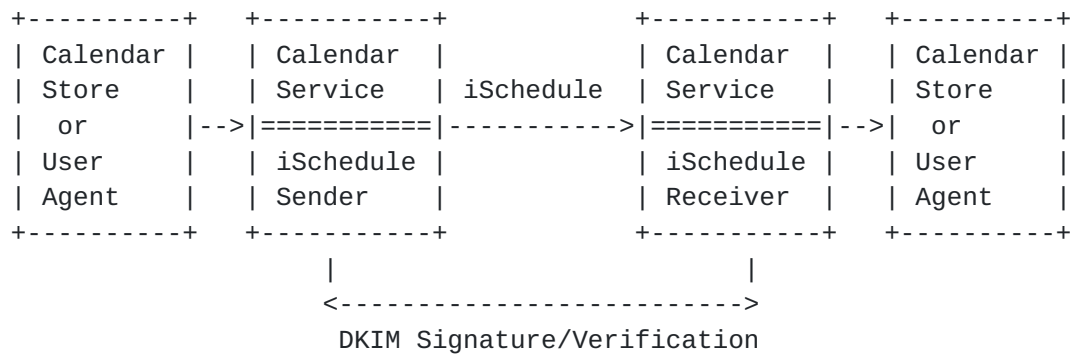 +----------+   +-----------+            +-----------+   +----------+
| Calendar |   | Calendar  |            | Calendar  |   | Calendar |
| Store    |   | Service   | iSchedule  | Service   |   | Store    |
|  or      |-->|===========|----------->|===========|-->|  or      |
| User     |   | iSchedule |            | iSchedule |   | User     |
| Agent    |   | Sender    |            | Receiver  |   | Agent    |
+----------+   +-----------+            +-----------+   +----------+
                    |                          |
                    <-------------------------->
                     DKIM Signature/Verification